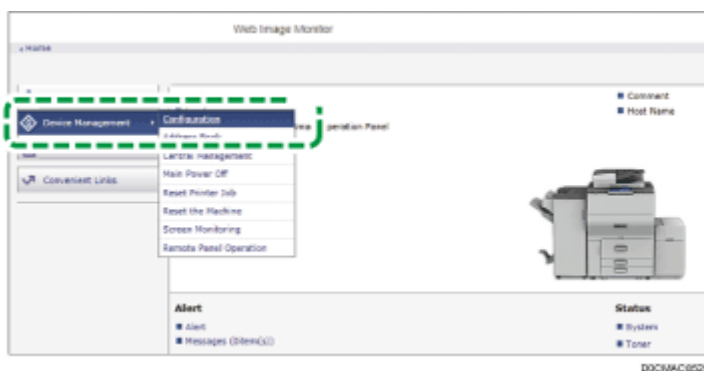 Web Image Monitor
Home
Comment
Host Name
Device Management
Configuration
peration Panel
Address Book
Central Management
Convenient Links
Main Power Off
Reset Printer Job
Reset the Machine
Screen Monitoring
Remote Panel Operation
Alert
Status
Alert
System
Messages (0item(s))
Toner